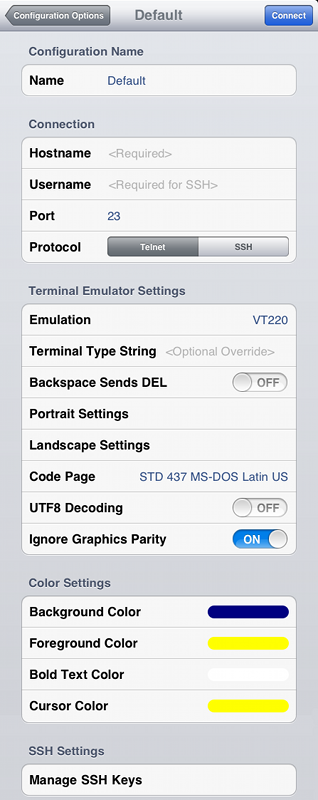 Configuration Options Default Connect
Configuration Name
Name Default
Connection
Hostname <Required>
Username <Required for SSH>
Port 23
Protocol Telnet SSH
Terminal Emulator Settings
Emulation VT220
Terminal Type String <Optional Override>
Backspace Sends DEL OFF
Portrait Settings
Landscape Settings
Code Page STD 437 MS-DOS Latin US
UTF8 Decoding OFF
Ignore Graphics Parity ON
Color Settings
Background Color
Foreground Color
Bold Text Color
Cursor Color
SSH Settings
Manage SSH Keys